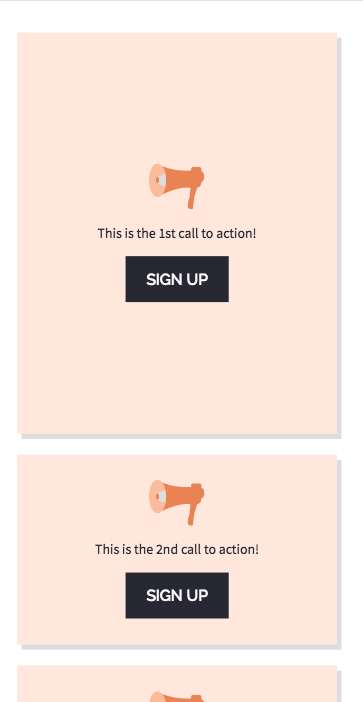 This is the 1st call to action!
SIGN UP
This is the 2nd call to action!
SIGN UP